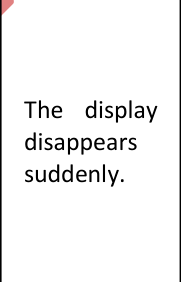 The display
disappears
suddenly.